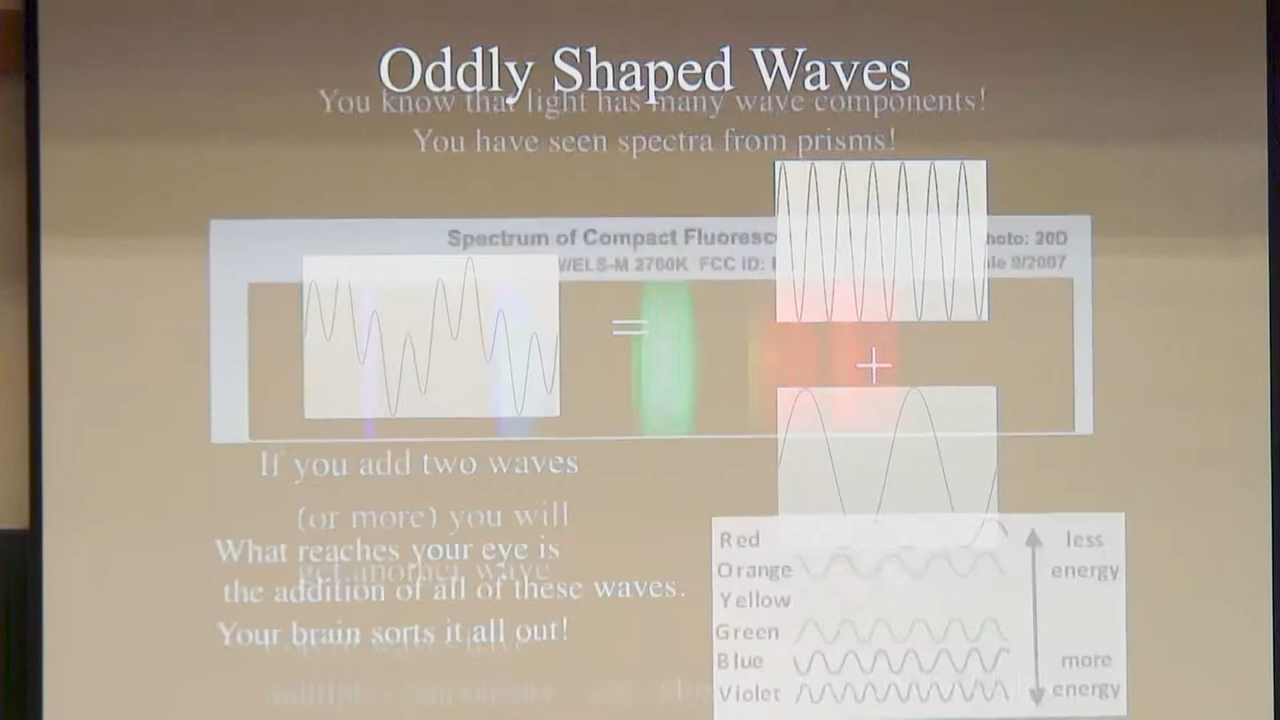 Oddly Shaped Waves
You know that light has many wave components!
You have seen spectra from prisms!
Spectrum of Compact Fluoresc
hoto: 20D
W/ELS-M 2700K FCC ID:
9/2007
=
+
If you add two waves
(or more) you will
What reaches your eye is
get another wave
the addition of all of these waves.
Your brain sorts it all out!
Red
less
Orange
energy
Yellow
Green
Blue
more
Violet
energy